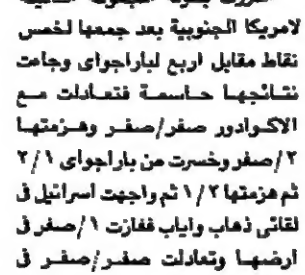 لامريكا الجنوبية بعد جمعها لخمس
نقاط مقابل اربع لباراجواى وجاءت
نتائجها حاسمة فتعادلت مع
الاكوادور صفر/صفر وهزمتها
٢/صفر وخسرت من باراجواى ٢/١
ثم هزمتها ١/٢ ثم واجهت اسرائيل فى
لقائى ذهاب واياب ففازت ١/صفر فى
ارضها وتعادلت صفر/صفر فى